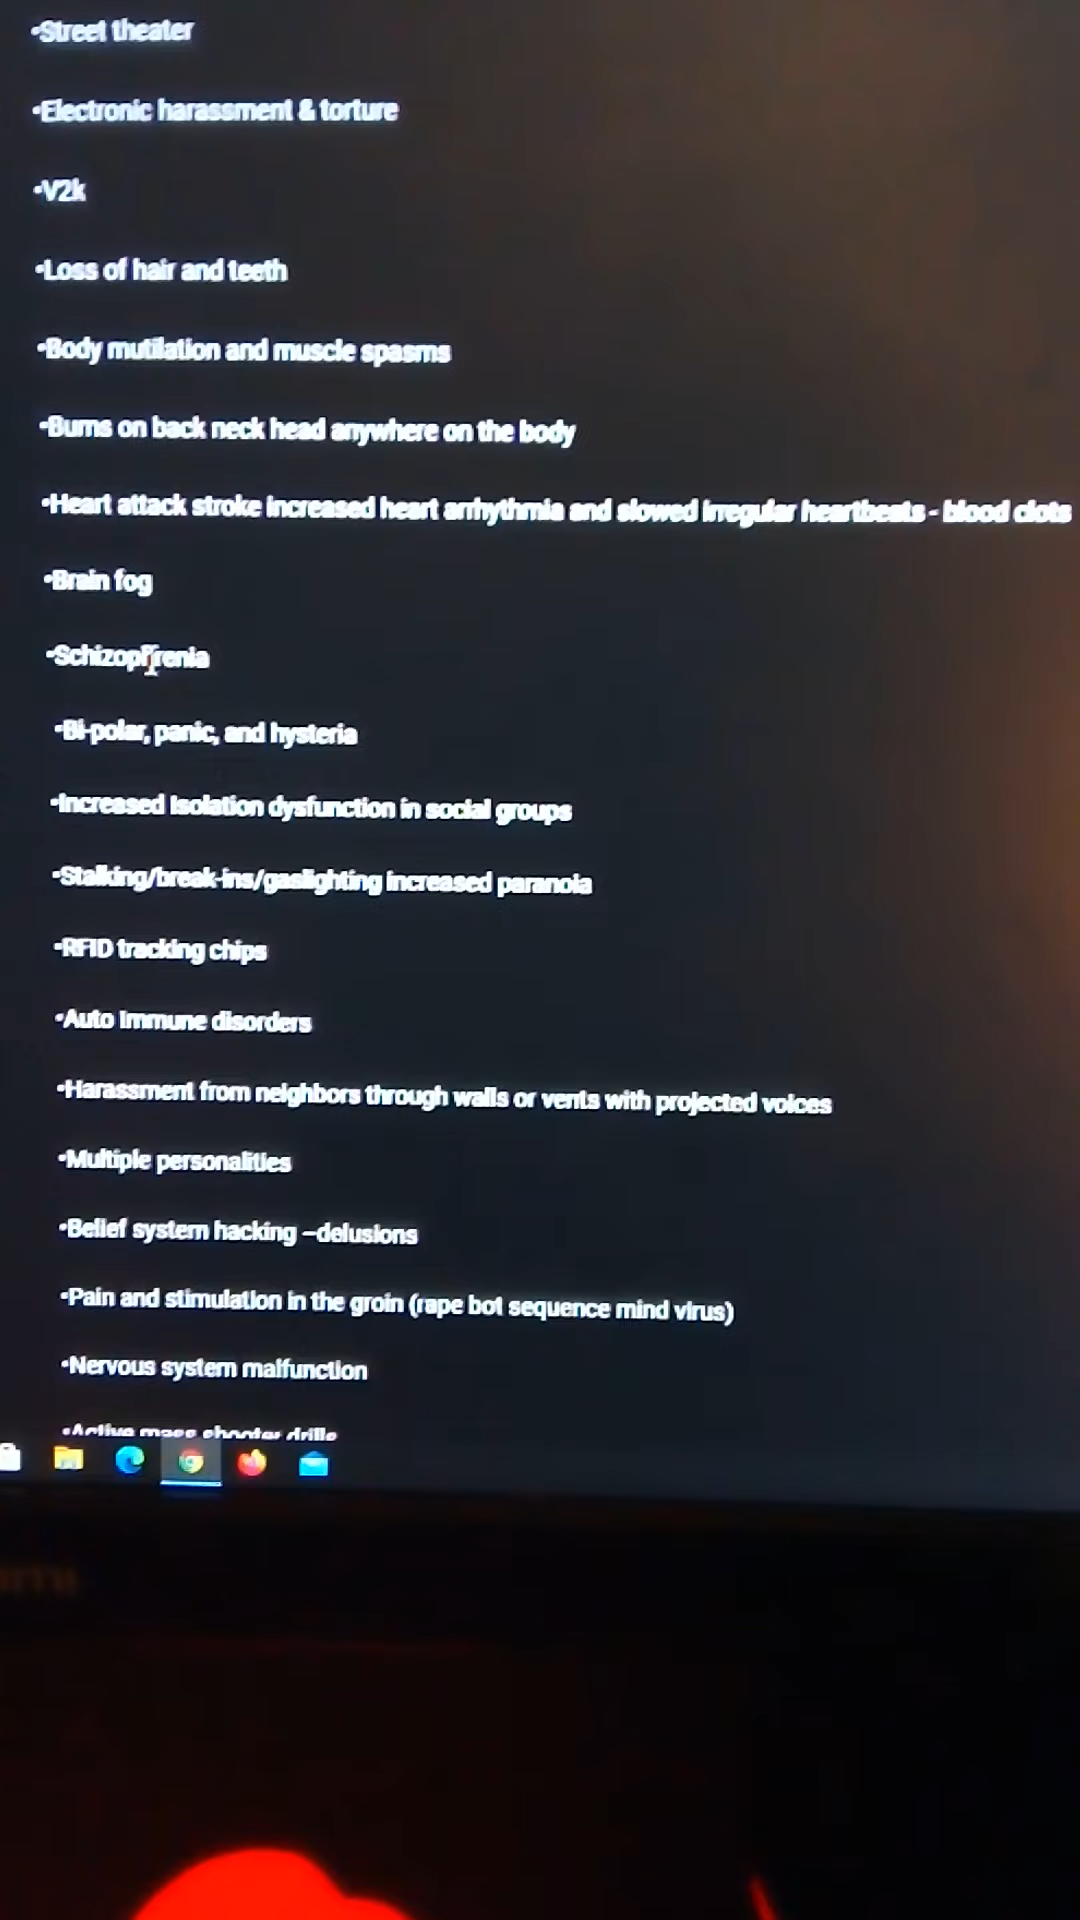 •Street theater
•Electronic harassment & torture
•V2k
•Loss of hair and teeth
•Body mutilation and muscle spasms
•Burns on back neck head anywhere on the body
•Heart attack stroke increased heart arrhythmia and slowed irregular heartbeats - blood clots
•Brain fog
•Schizophrenia
•Bi-polar, panic, and hysteria
•Increased Isolation dysfunction in social groups
•Stalking/break-ins/gaslighting increased paranoia
•RFID tracking chips
•Auto Immune disorders
•Harassment from neighbors through walls or vents with projected voices
•Multiple personalities
•Belief system hacking –delusions
•Pain and stimulation in the groin (rape bot sequence mind virus)
•Nervous system malfunction
•Active mass shooter drills